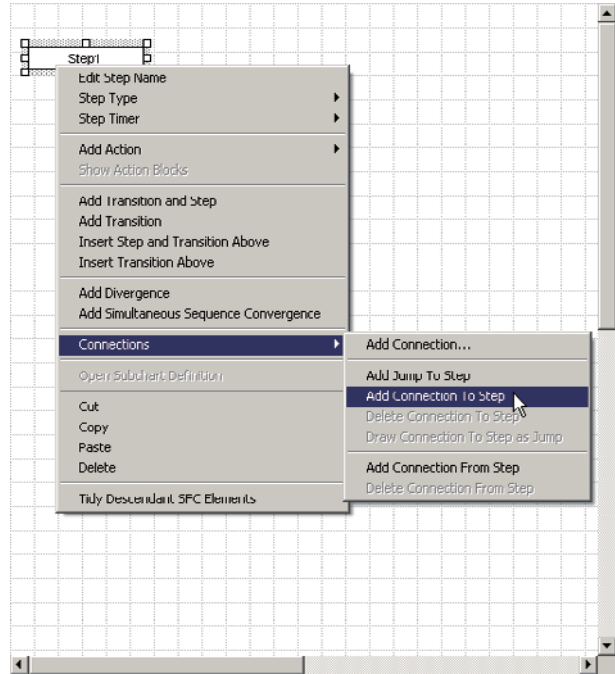 Step1
Edit Step Name
Step Type
Step Timer
Add Action
Show Action Blocks
Add Transition and Step
Add Transition
Insert Step and Transition Above
Insert Transition Above
Add Divergence
Add Simultaneous Sequence Convergence
Connections
Open Subchart Definition
Cut
Copy
Paste
Delete
Tidy Descendant SFC Elements
Add Connection...
Add Jump To Step
Add Connection To Step
Delete Connection To Step
Draw Connection To Step as Jump
Add Connection From Step
Delete Connection From Step